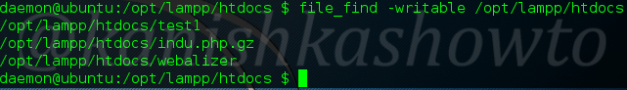 daemon@ubuntu:/opt/lampp/htdocs $ file_find -writable /opt/lampp/htdocs
/opt/lampp/htdocs/test1
/opt/lampp/htdocs/indu.php.gz
/opt/lampp/htdocs/webalizer
daemon@ubuntu:/opt/lampp/htdocs $